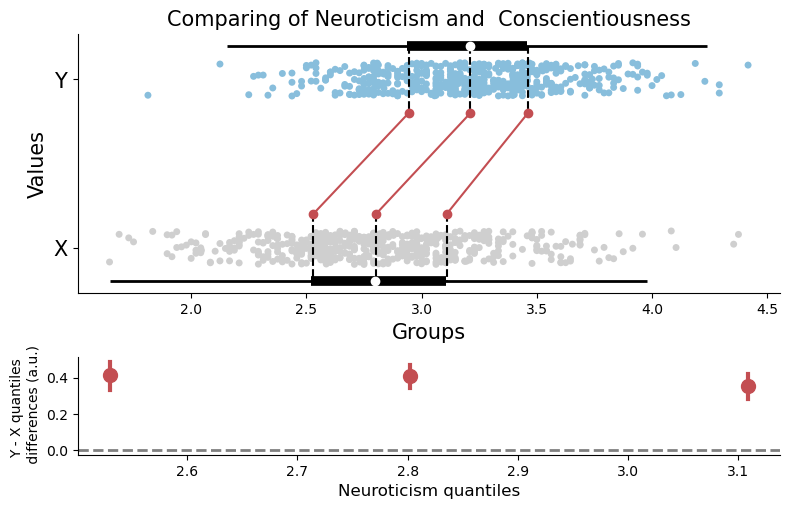 Comparing of Neuroticism and  Conscientiousness
Values
Y
X
2.0 2.5 3.0 3.5 4.0 4.5
Groups
Y - X quantiles
differences (a.u.)
0.4
0.2
0.0
2.6 2.7 2.8 2.9 3.0 3.1
Neuroticism quantiles